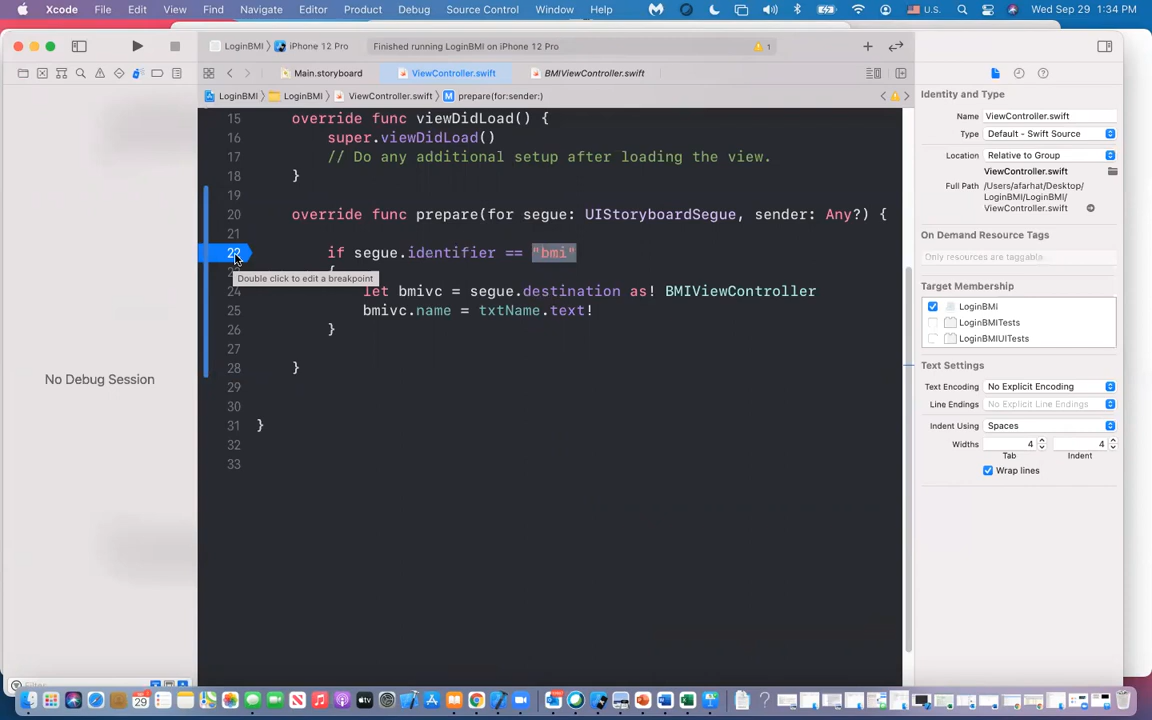 Xcode File Edit View Find Navigate Editor Product Debug Source Control Window Help U.S. Wed Sep 29 1:34 PM
LoginBMI iPhone 12 Pro Finished running LoginBMI on iPhone 12 Pro 1
Main.storyboard ViewController.swift BMIViewController.swift
LoginBMI LoginBMI ViewController.swift M prepare(for:sender:)
15 override func viewDidLoad() {
16 super.viewDidLoad()
17 // Do any additional setup after loading the view.
18 }
19
20 override func prepare(for segue: UIStoryboardSegue, sender: Any?) {
21
22 if segue.identifier == "bmi"
Double click to edit a breakpoint
24 let bmivc = segue.destination as! BMIViewController
25 bmivc.name = txtName.text!
26 }
27
28 }
29
30
31 }
32
33
No Debug Session
Filter
Identity and Type
Name ViewController.swift
Type Default - Swift Source
Location Relative to Group
ViewController.swift
Full Path /Users/afarhat/Desktop/
LoginBMI/LoginBMI/
ViewController.swift
On Demand Resource Tags
Only resources are taggable
Target Membership
LoginBMI
LoginBMITests
LoginBMIUITests
Text Settings
Text Encoding No Explicit Encoding
Line Endings No Explicit Line Endings
Indent Using Spaces
Widths 4 4
Tab Indent
Wrap lines